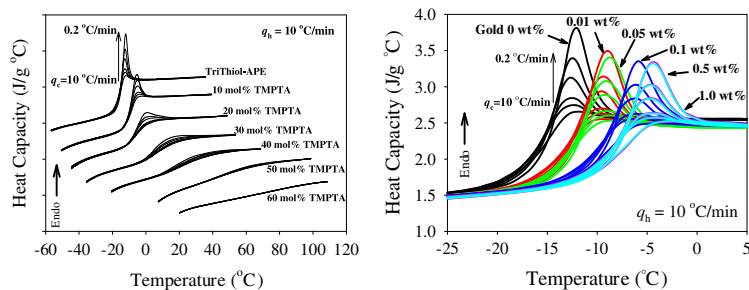 Heat Capacity (J/g °C)
Endo
0.2 °C/min
q_h = 10 °C/min
q_c=10 °C/min
TriThiol-APE
10 mol% TMPTA
20 mol% TMPTA
30 mol% TMPTA
40 mol% TMPTA
50 mol% TMPTA
60 mol% TMPTA
-60 -40 -20 0 20 40 60 80 100 120
Temperature (°C)
Heat Capacity (J/g °C)
4.0
3.5
3.0
2.5
2.0
1.5
1.0
Gold 0 wt%
0.01 wt%
0.05 wt%
0.1 wt%
0.5 wt%
1.0 wt%
0.2 °C/min
q_c=10 °C/min
Endo
q_h = 10 °C/min
-25 -20 -15 -10 -5 0 5
Temperature (°C)